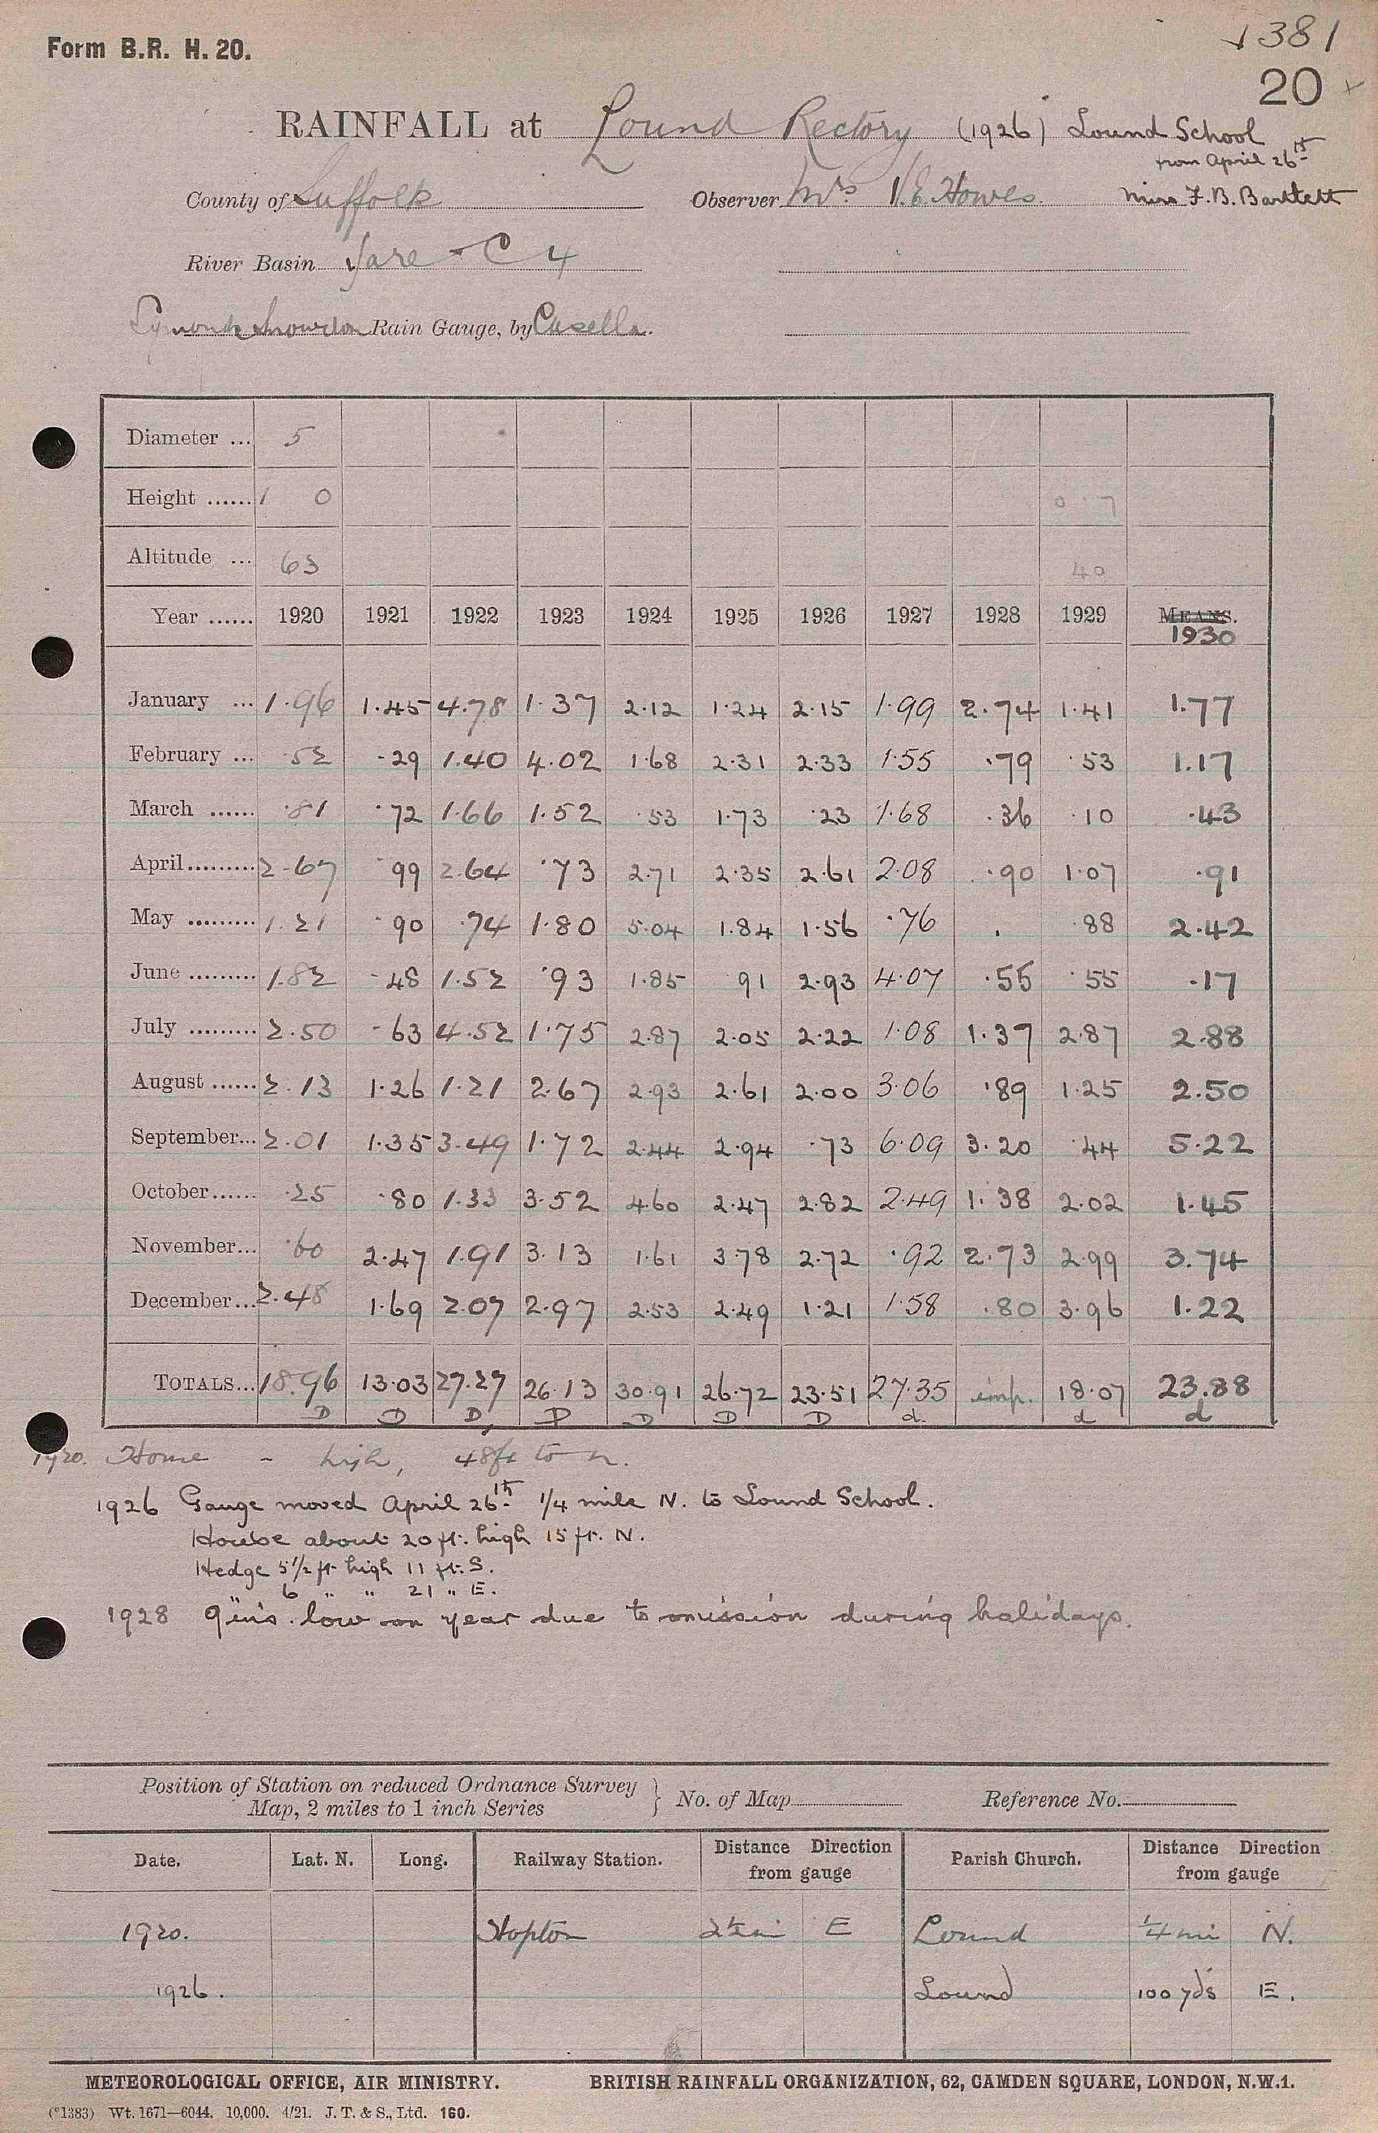 Form B.R. H. 20.
1381
20
RAINFALL at Lound Rectory (1926) Lound School
from April 26th
County of Suffolk Observer Mrs V.E. Howes. Miss F. B. Bartlett
River Basin Yare - C 4
Symonds Snowdon Rain Gauge, by Casella.
Diameter ... 5
Height ...... 1 0 0 7
Altitude ... 63 40
Year ...... 1920 1921 1922 1923 1924 1925 1926 1927 1928 1929 MEANS.
1930
January ... 1.96 1.45 4.78 1.37 2.12 1.24 2.15 1.99 2.74 1.41 1.77
February ... .52 .29 1.40 4.02 1.68 2.31 2.33 1.55 .79 .53 1.17
March ...... .81 .72 1.66 1.52 .53 1.73 .23 1.68 .36 .10 .43
April......... 2.67 .99 2.64 .73 2.71 2.35 2.61 2.08 .90 1.07 .91
May ......... 1.21 .90 .74 1.80 5.04 1.84 1.56 .76 . .88 2.42
June ......... 1.82 .48 1.52 .93 1.85 91 2.93 4.07 .55 .55 .17
July ......... 2.50 .63 4.52 1.75 2.87 2.05 2.22 1.08 1.37 2.87 2.88
August ...... 2.13 1.26 1.21 2.67 2.93 2.61 2.00 3.06 .89 1.25 2.50
September... 2.01 1.35 3.49 1.72 2.44 2.94 .73 6.09 3.20 .44 5.22
October...... .25 .80 1.33 3.52 4.60 2.47 2.82 2.49 1.38 2.02 1.45
November... .60 2.47 1.91 3.13 1.61 3.78 2.72 .92 2.73 2.99 3.74
December... 2.48 1.69 2.07 2.97 2.53 2.49 1.21 1.58 .80 3.96 1.22
TOTALS... 18.96 13.03 27.27 26.13 30.91 26.72 23.51 27.35 imp. 18.07 23.88
D D D D D D D d. d d
1920. House - high, 48ft to n.
1926 Gauge moved April 26th 1/4 mile N. to Lound School.
House about 20 ft. high 15 ft. N.
Hedge 5 1/2 ft high 11 ft. S.
" 6 " " 21 " E.
1928 9 ins. low on year due to omission during holidays.
Position of Station on reduced Ordnance Survey
Map, 2 miles to 1 inch Series } No. of Map Reference No.
Date. Lat. N. Long. Railway Station. Distance Direction from gauge Parish Church. Distance Direction from gauge
1920. Hopton 2½ mi E Lound ¼ mi N.
1926. Lound 100 yds E.
METEOROLOGICAL OFFICE, AIR MINISTRY. BRITISH RAINFALL ORGANIZATION, 62, CAMDEN SQUARE, LONDON, N.W.1.
(*1383) Wt. 1671—6044. 10,000. 4/21. J. T. & S., Ltd. 160.